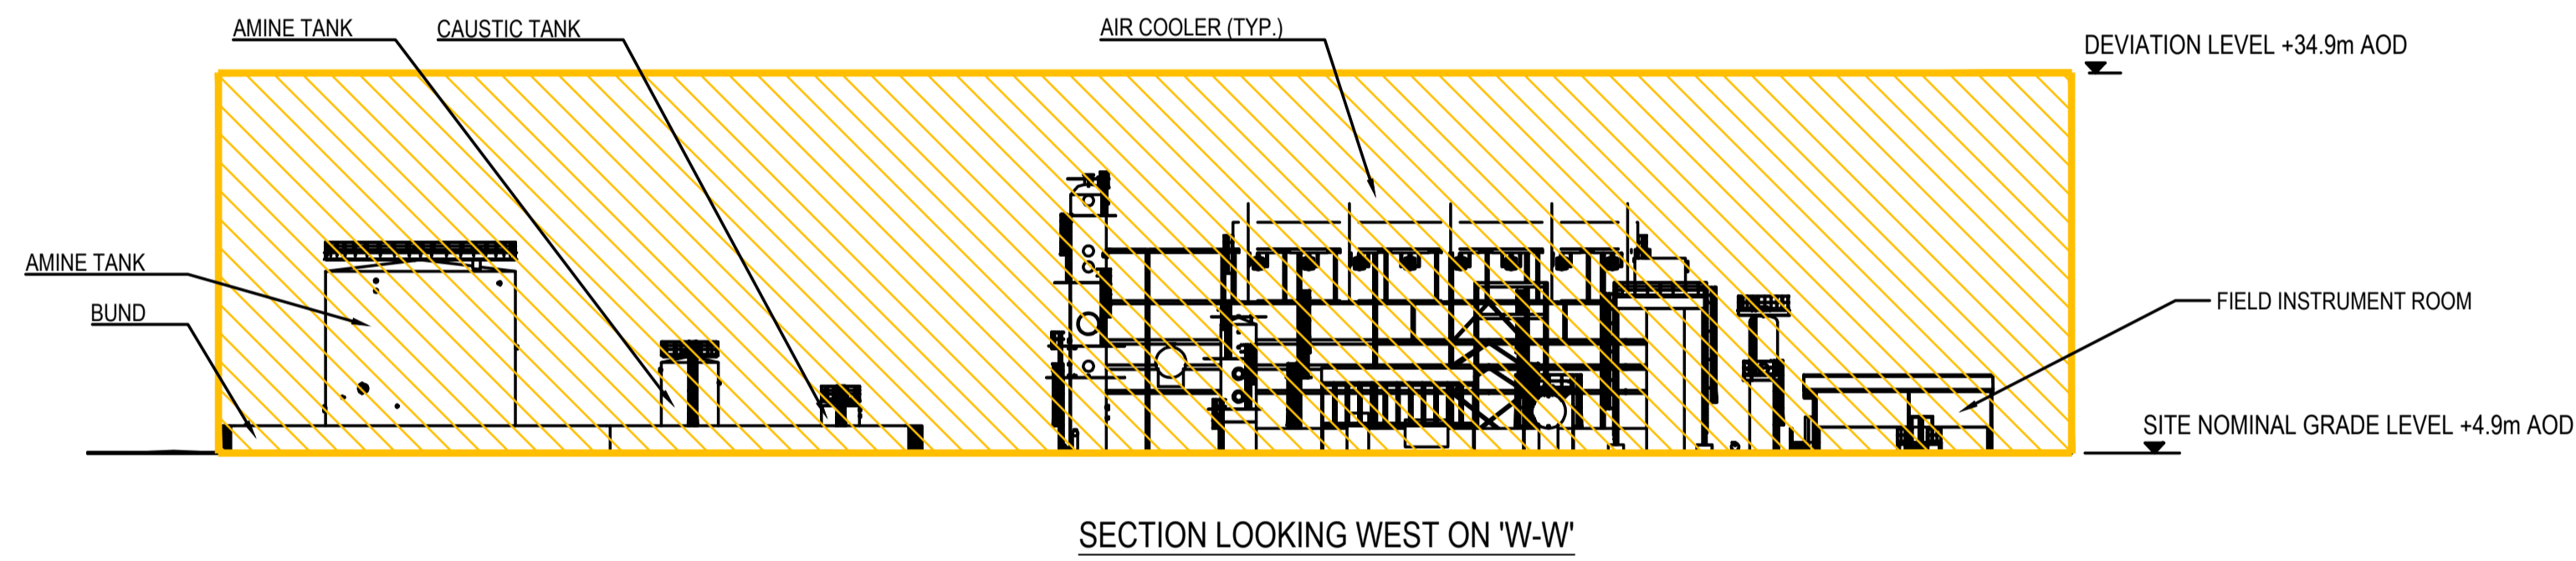 AMINE TANK
CAUSTIC TANK
AIR COOLER (TYP.)
DEVIATION LEVEL +34.9m AOD
AMINE TANK
BUND
FIELD INSTRUMENT ROOM
SITE NOMINAL GRADE LEVEL +4.9m AOD
SECTION LOOKING WEST ON 'W-W'